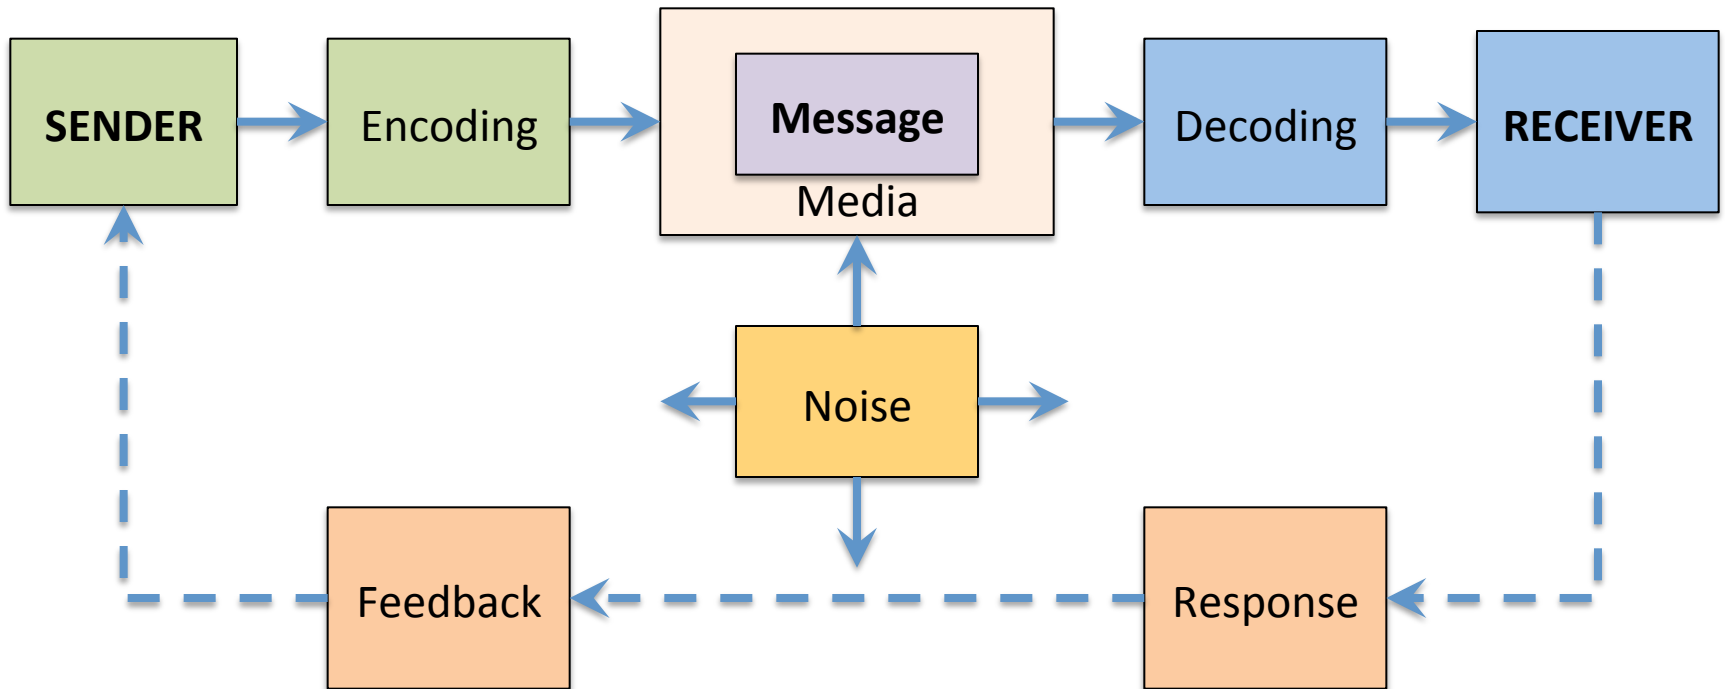 SENDER
Encoding
Message
Media
Decoding
RECEIVER
Noise
Feedback
Response